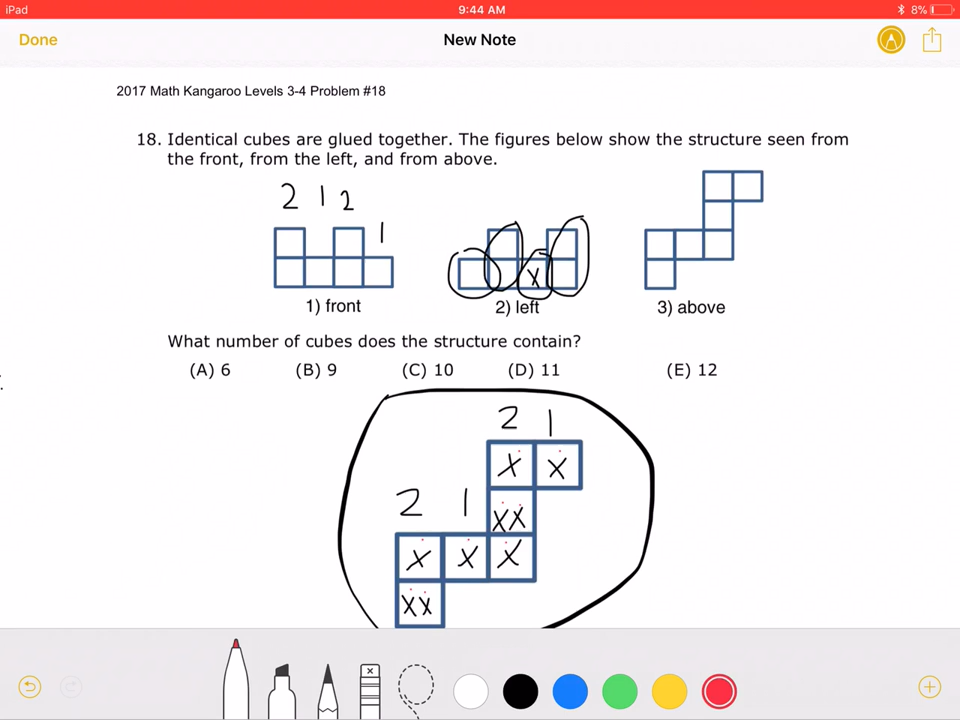 iPad 9:44 AM 8%
Done New Note
2017 Math Kangaroo Levels 3-4 Problem #18
18. Identical cubes are glued together. The figures below show the structure seen from
the front, from the left, and from above.
2 1 2
1
X
1) front 2) left 3) above
What number of cubes does the structure contain?
(A) 6 (B) 9 (C) 10 (D) 11 (E) 12
2 1
X X
2 1
XX
X X X
XX